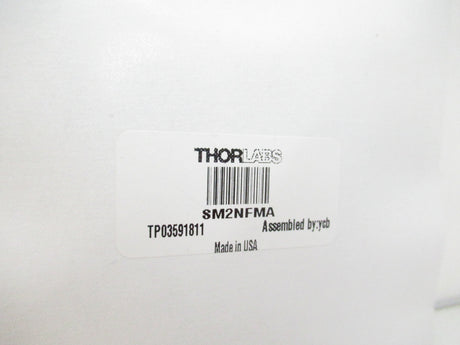 THORLABS
SM2NFMA
TP03591811 Assembled by:ycb
Made in USA